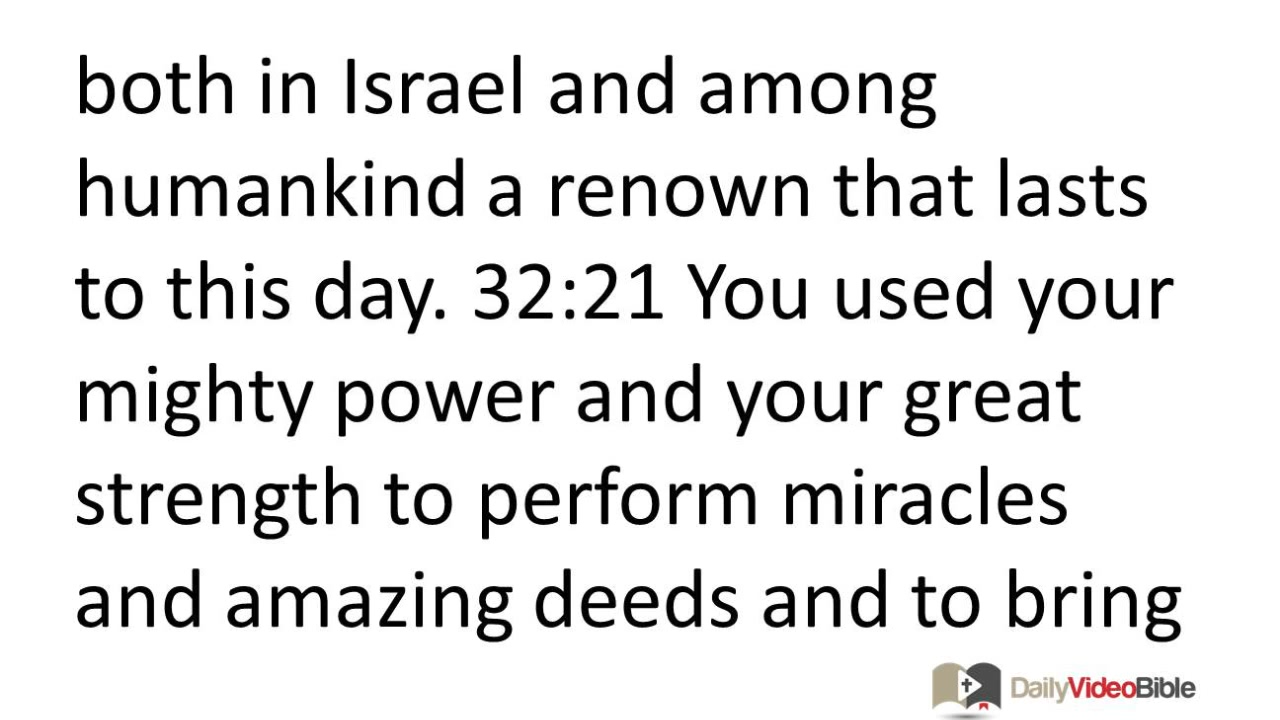 both in Israel and among
humankind a renown that lasts
to this day. 32:21 You used your
mighty power and your great
strength to perform miracles
and amazing deeds and to bring
DailyVideoBible